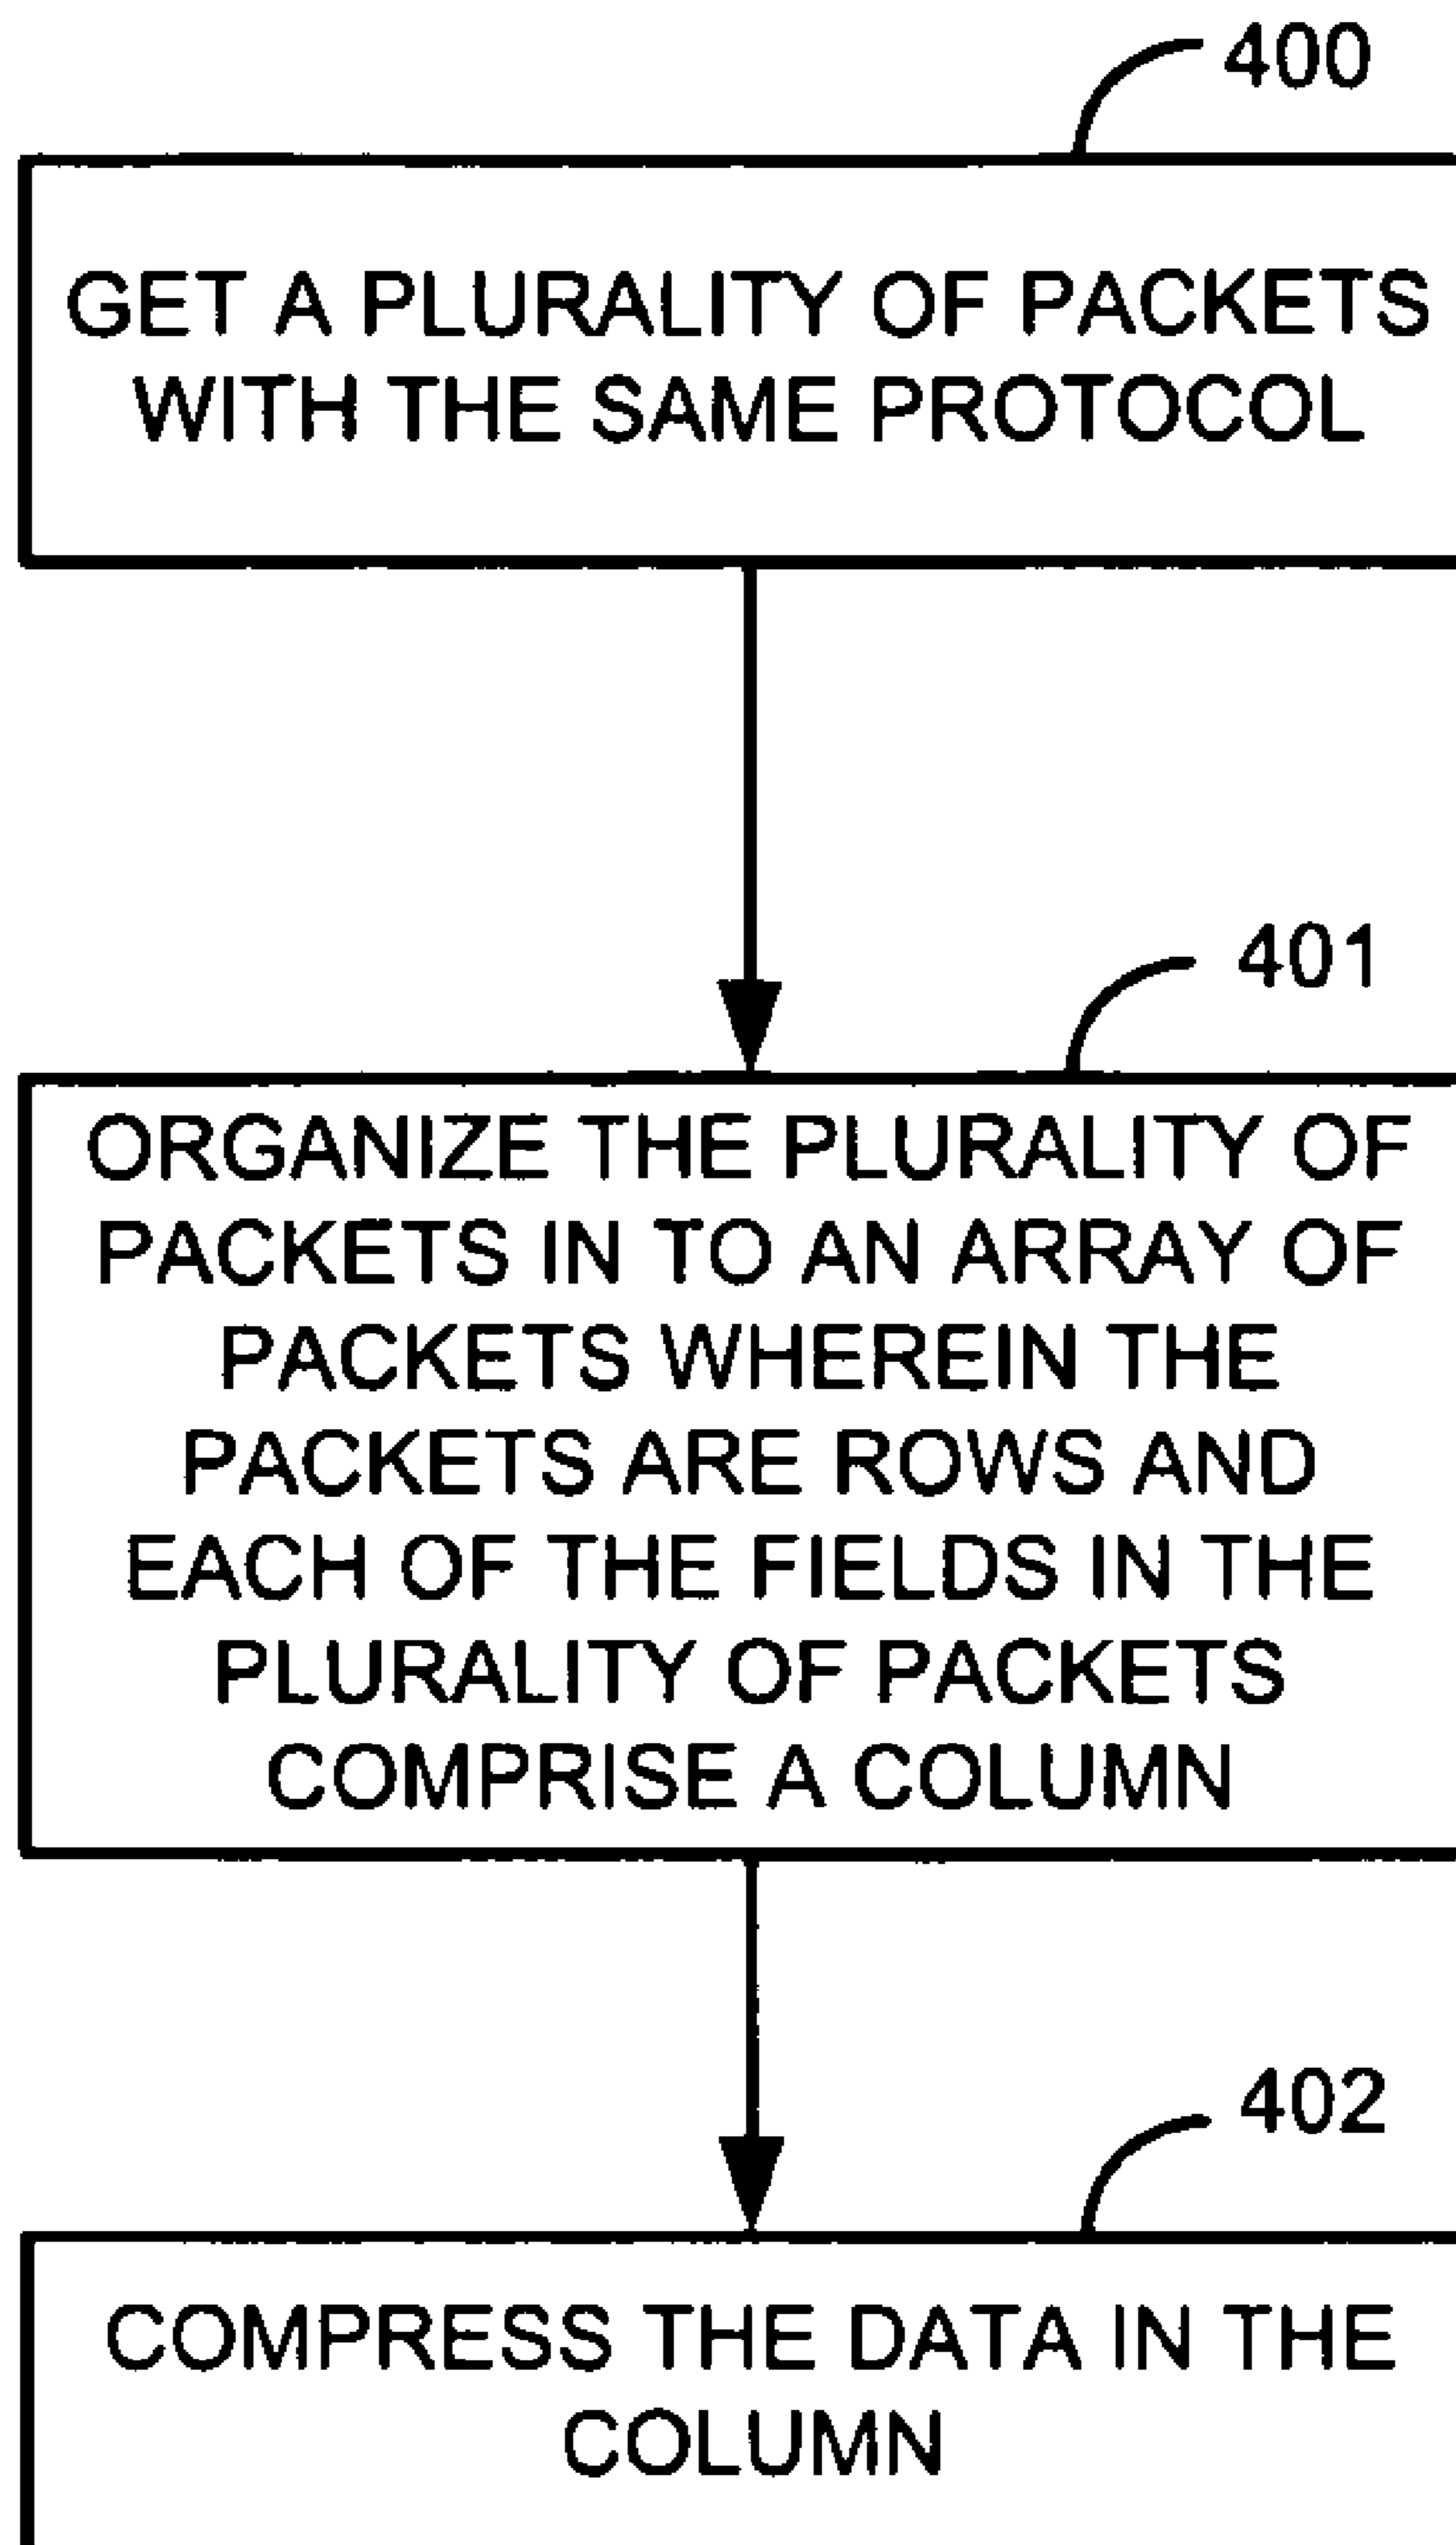 400
GET A PLURALITY OF PACKETS
WITH THE SAME PROTOCOL
401
ORGANIZE THE PLURALITY OF
PACKETS IN TO AN ARRAY OF
PACKETS WHEREIN THE
PACKETS ARE ROWS AND
EACH OF THE FIELDS IN THE
PLURALITY OF PACKETS
COMPRISE A COLUMN
402
COMPRESS THE DATA IN THE
COLUMN